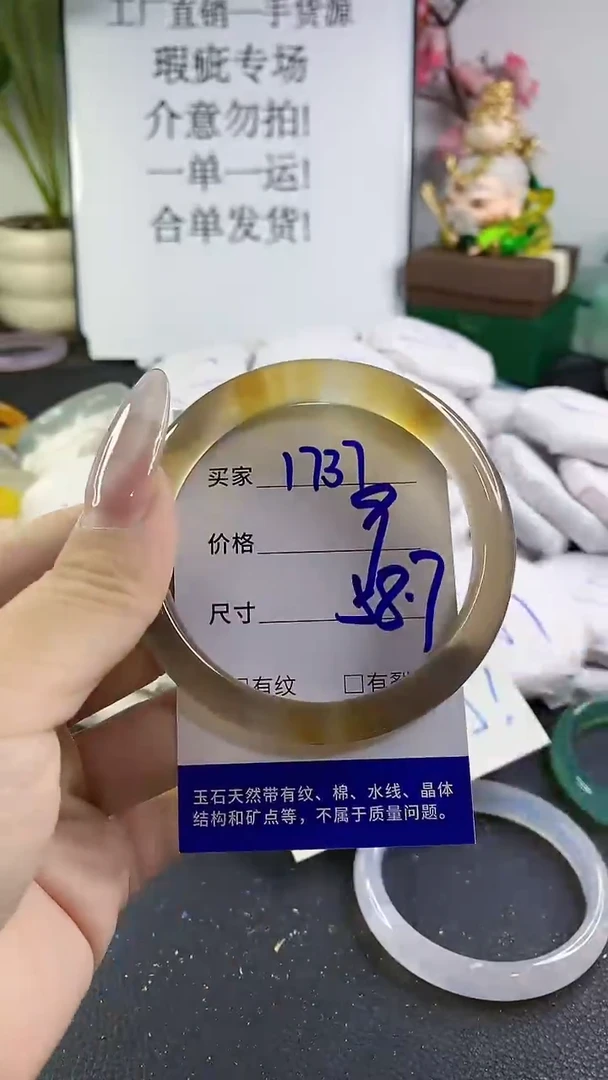 工厂直销一手货源
瑕疵专场
介意勿拍!
一单一运!
合单发货!
买家 1737
价格 9
尺寸 58.7
有纹 □有裂
玉石天然带有纹、棉、水线、晶体
结构和矿点等，不属于质量问题。